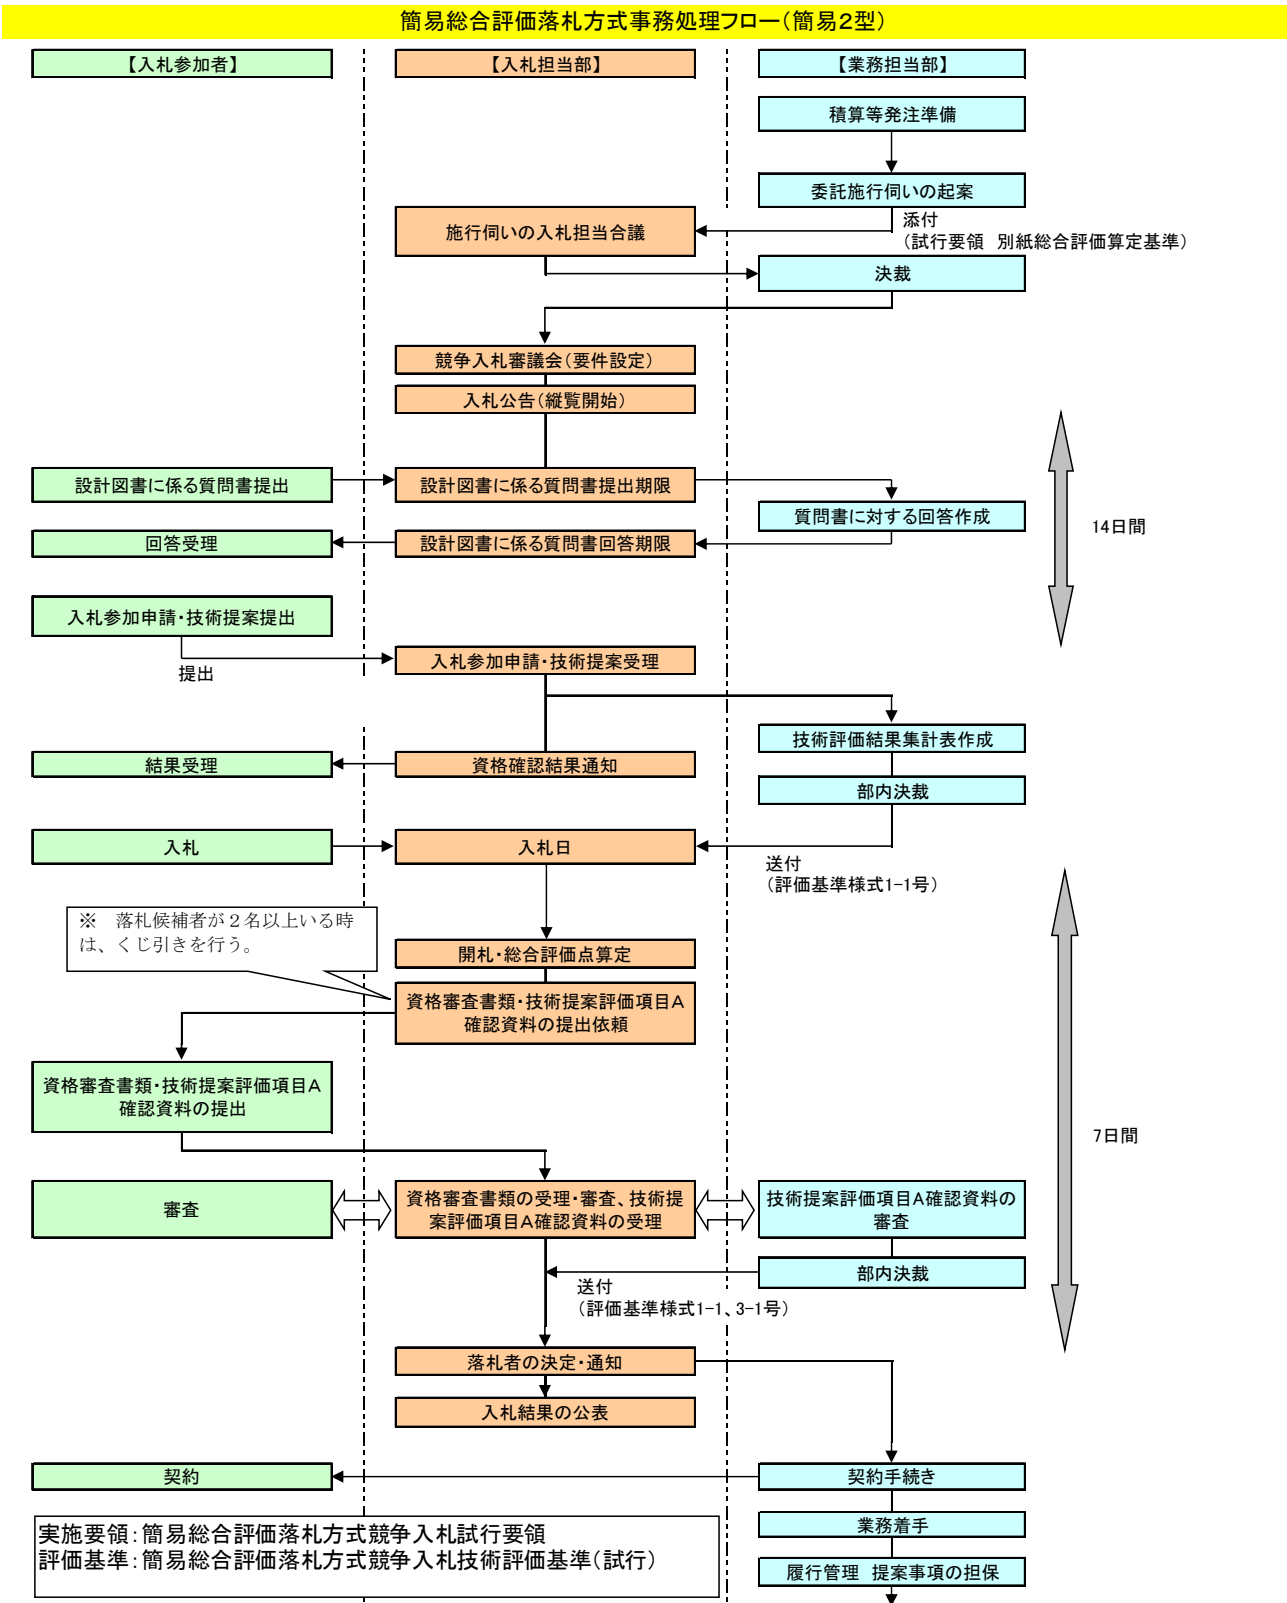 簡易総合評価落札方式事務処理フロー（簡易２型）
【入札参加者】
【入札担当部】
【業務担当部】
積算等発注準備
委託施行伺いの起案
添付
（試行要領　別紙総合評価算定基準）
施行伺いの入札担当合議
決裁
競争入札審議会（要件設定）
入札公告（縦覧開始）
設計図書に係る質問書提出
設計図書に係る質問書提出期限
質問書に対する回答作成
14日間
回答受理
設計図書に係る質問書回答期限
入札参加申請・技術提案提出
提出
入札参加申請・技術提案受理
技術評価結果集計表作成
結果受理
資格確認結果通知
部内決裁
入札
入札日
送付
（評価基準様式1-1号）
※　落札候補者が２名以上いる時
は、くじ引きを行う。
開札・総合評価点算定
資格審査書類・技術提案評価項目Ａ
確認資料の提出依頼
資格審査書類・技術提案評価項目Ａ
確認資料の提出
7日間
審査
資格審査書類の受理・審査、技術提
案評価項目Ａ確認資料の受理
技術提案評価項目Ａ確認資料の
審査
部内決裁
送付
（評価基準様式1-1、3-1号）
落札者の決定・通知
入札結果の公表
契約
契約手続き
業務着手
履行管理　提案事項の担保
実施要領：簡易総合評価落札方式競争入札試行要領
評価基準：簡易総合評価落札方式競争入札技術評価基準（試行）